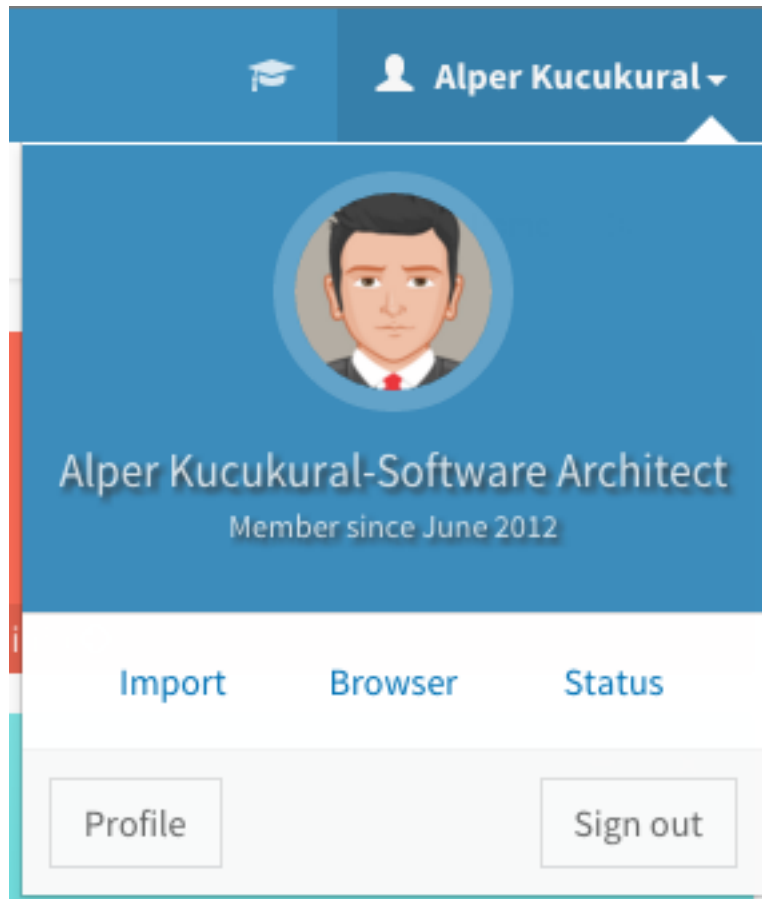 Alper Kucukural
Alper Kucukural-Software Architect
Member since June 2012
i
Import Browser Status
Profile Sign out